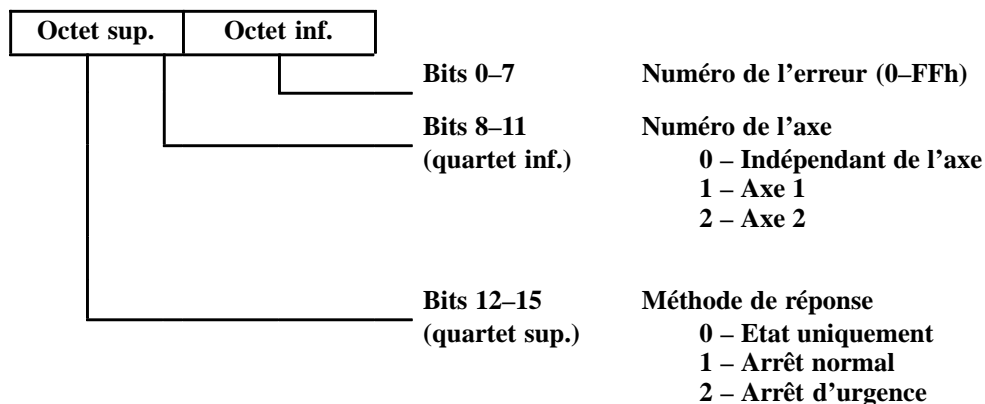 Octet sup. Octet inf.
Bits 0–7 Numéro de l'erreur (0–FFh)
Bits 8–11 Numéro de l'axe
(quartet inf.) 0 – Indépendant de l'axe
1 – Axe 1
2 – Axe 2
Bits 12–15 Méthode de réponse
(quartet sup.) 0 – Etat uniquement
1 – Arrêt normal
2 – Arrêt d'urgence